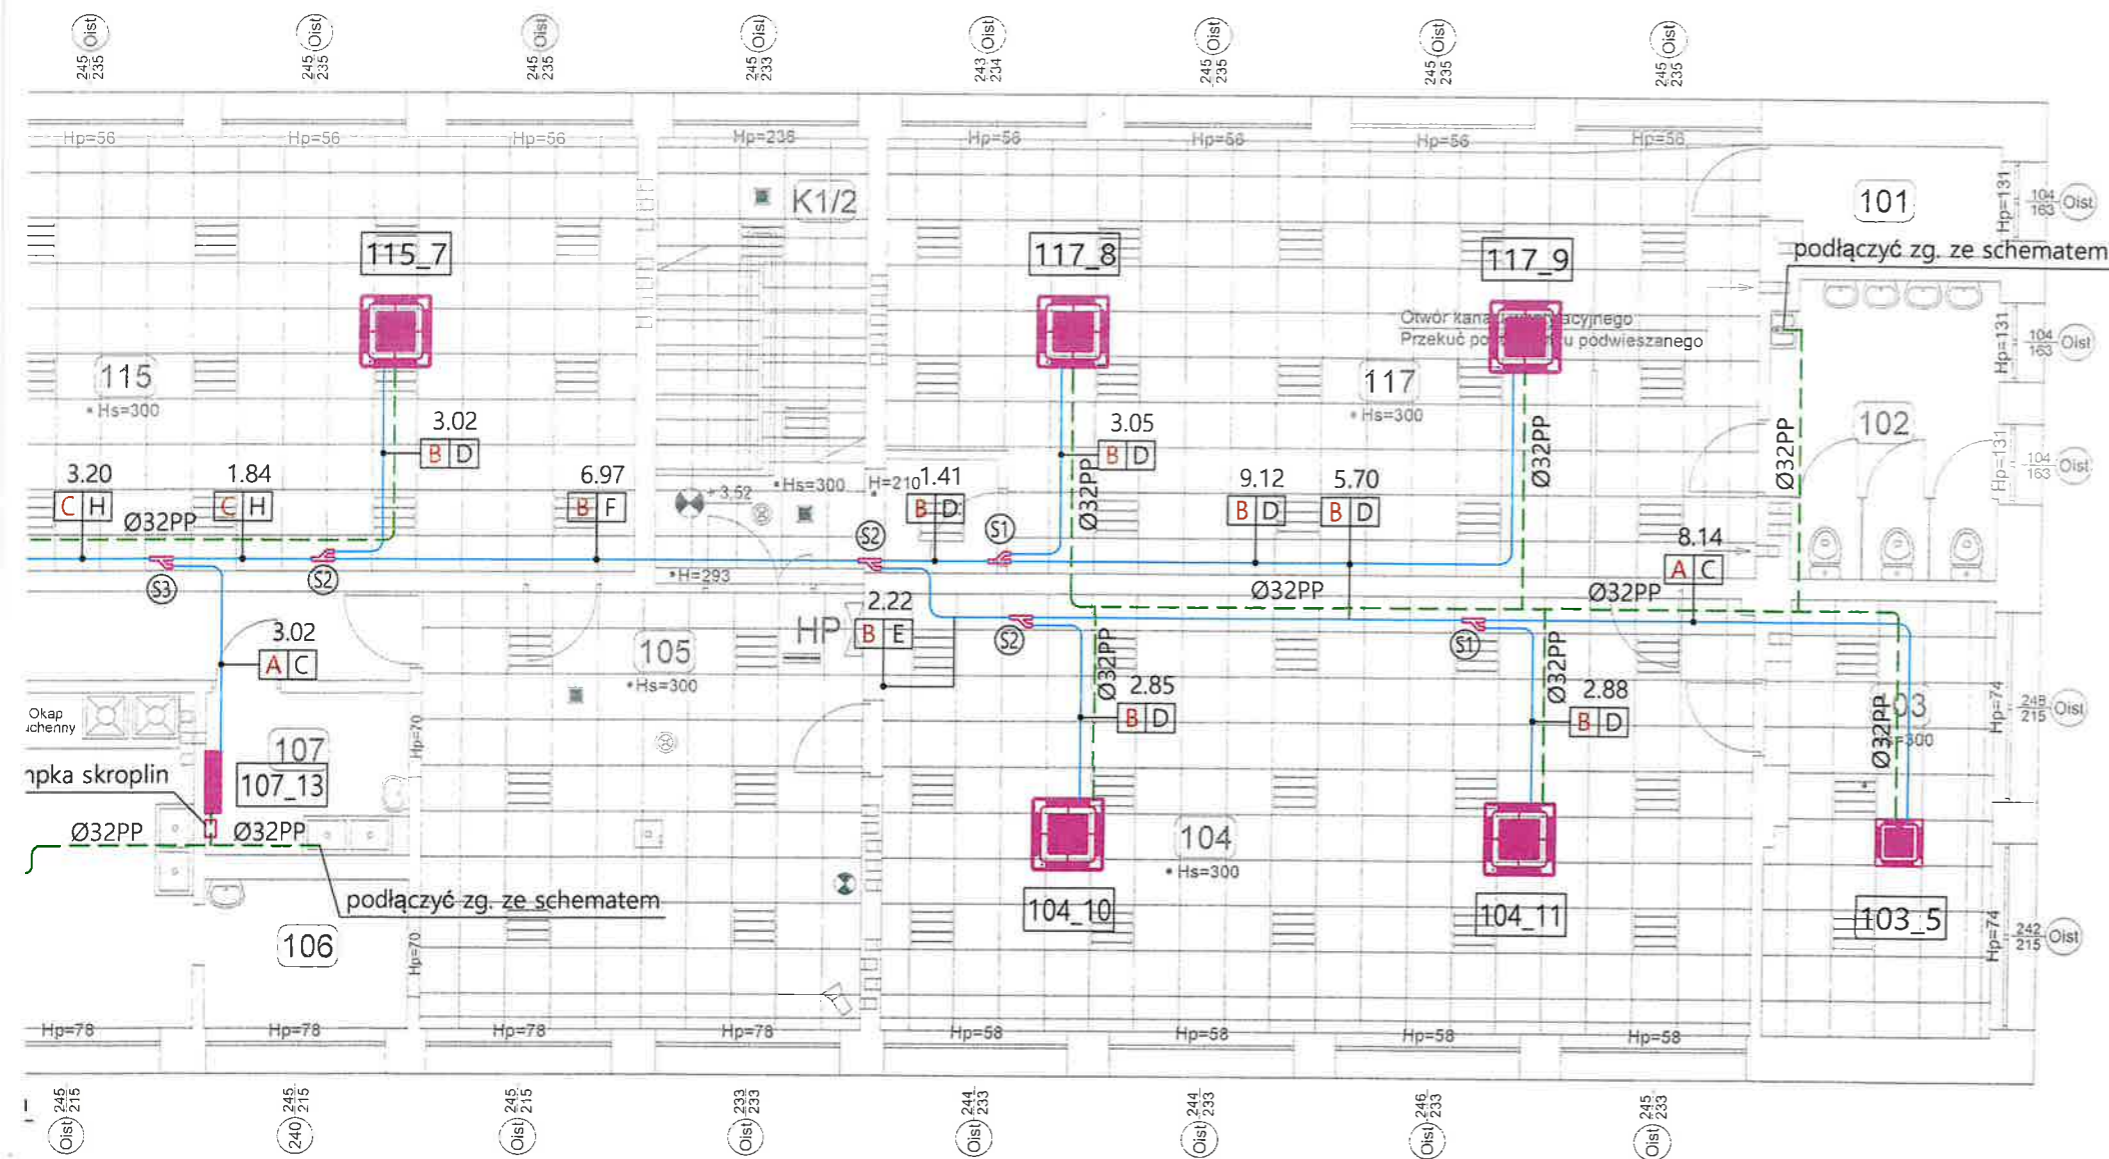 Oist 245 235
Oist 245 235
Oist 245 235
Oist 245 233
Oist 243 234
Oist 245 235
Oist 245 235
Oist 245 235
Hp=56
Hp=56
Hp=56
Hp=238
Hp=56
Hp=56
Hp=56
Hp=56
K1/2
101
Hp=131
104 163 Oist
115_7
117_8
117_9
podłączyć zg. ze schematem
Otwór kana
acyjnego
Przekuć po
u podwieszanego
Hp=131
104 163 Oist
115
Hs=300
117
Hs=300
102
3.02
B D
3.05
B D
Ø32PP
Ø32PP
Ø32PP
Hp=131
104 163 Oist
3.20
C H
1.84
C H
6.97
B F
+3,52
Hs=300
H=210
1.41
B D
9.12
B D
5.70
B D
Ø32PP
S3
S2
S2
S1
8.14
A C
H=293
Ø32PP
Ø32PP
3.02
A C
105
Hs=300
HP
2.22
B E
S2
S1
Ø32PP
2.85
B D
Ø32PP
2.88
B D
Ø32PP
03
=300
Hp=74
248 215 Oist
Okap
uchenny
107
107_13
Hp=70
mpka skroplin
Ø32PP
Ø32PP
podłączyć zg. ze schematem
106
Hp=70
104
Hs=300
104_10
104_11
103_5
Hp=74
242 215 Oist
Hp=78
Hp=78
Hp=78
Hp=78
Hp=58
Hp=58
Hp=58
Hp=58
Oist 245 215
240 245 215
Oist 245 215
Oist 233 233
Oist 244 233
Oist 244 233
Oist 246 233
Oist 245 233